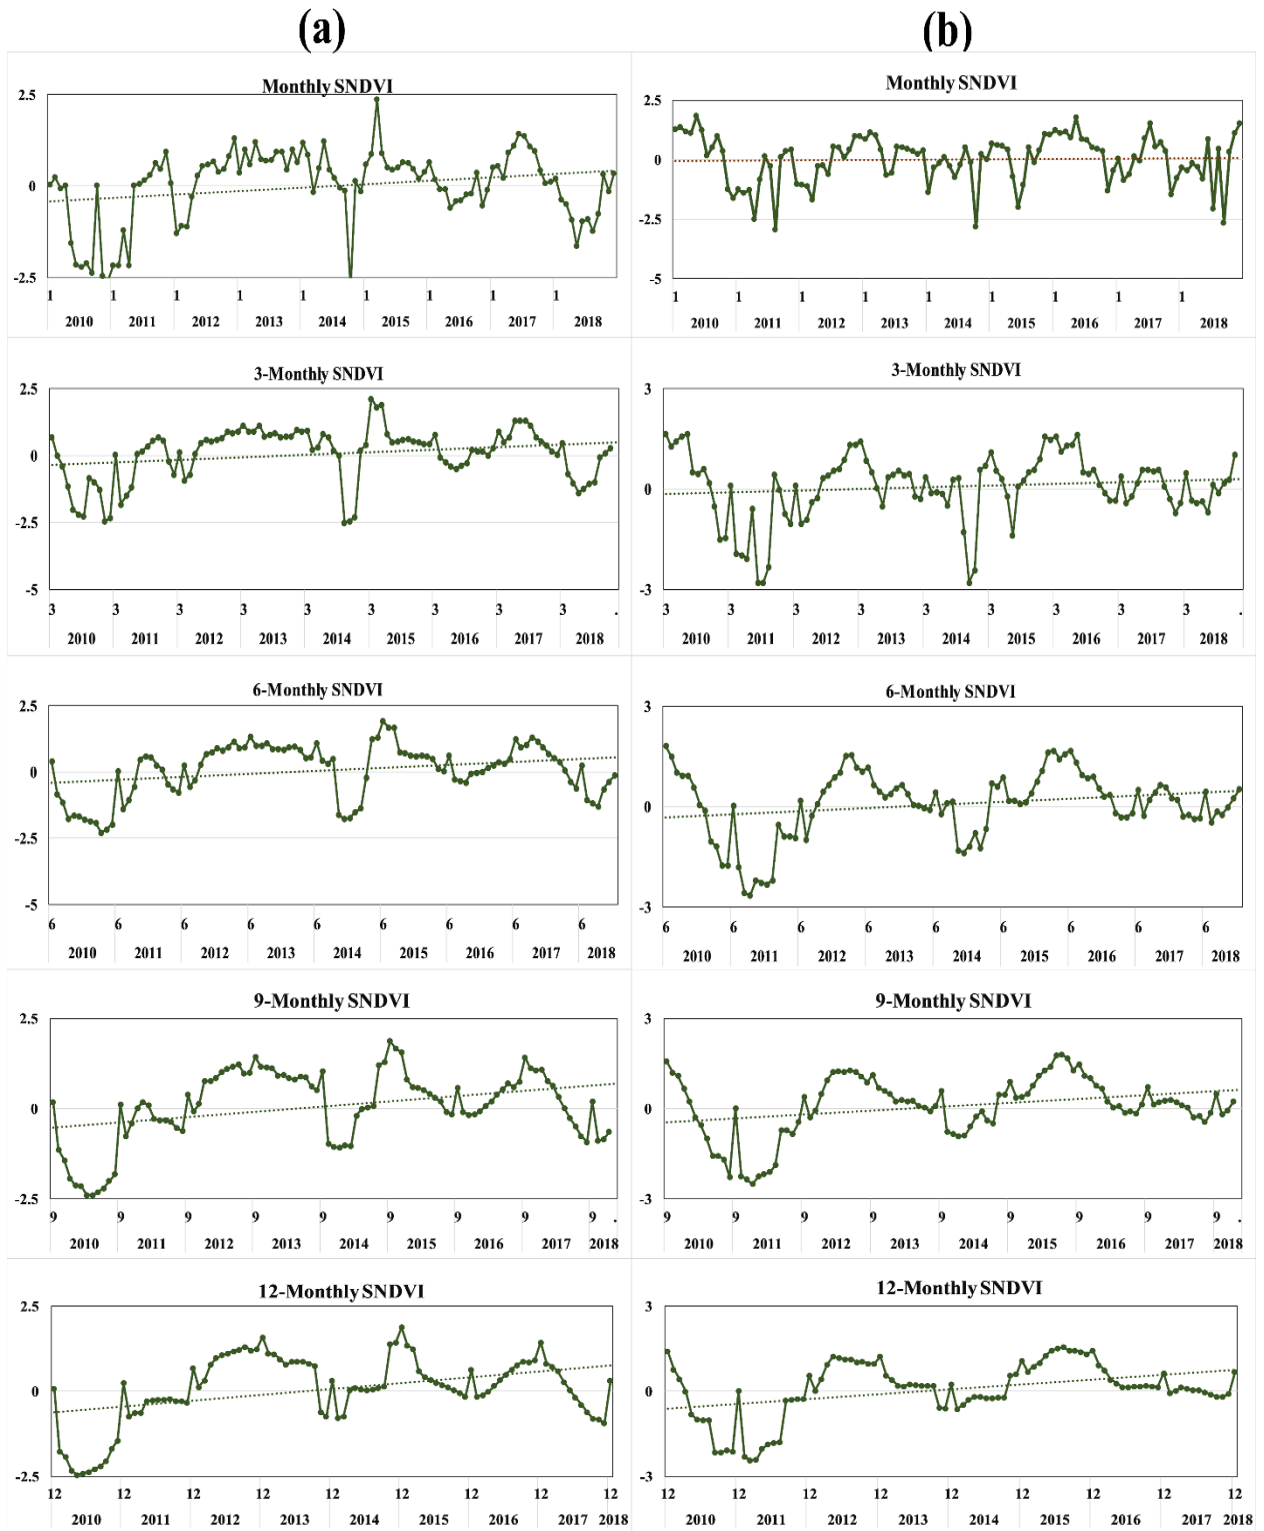 (a)
(b)
Monthly SNDVI
2.5
0
-2.5
1 1 1 1 1 1 1 1 1
2010 2011 2012 2013 2014 2015 2016 2017 2018
Monthly SNDVI
2.5
0
-2.5
-5
1 1 1 1 1 1 1 1 1
2010 2011 2012 2013 2014 2015 2016 2017 2018
3-Monthly SNDVI
2.5
0
-2.5
-5
3 3 3 3 3 3 3 3 3 .
2010 2011 2012 2013 2014 2015 2016 2017 2018
3-Monthly SNDVI
3
0
-3
3 3 3 3 3 3 3 3 3 .
2010 2011 2012 2013 2014 2015 2016 2017 2018
6-Monthly SNDVI
2.5
0
-2.5
-5
6 6 6 6 6 6 6 6 6
2010 2011 2012 2013 2014 2015 2016 2017 2018
6-Monthly SNDVI
3
0
-3
6 6 6 6 6 6 6 6 6
2010 2011 2012 2013 2014 2015 2016 2017 2018
9-Monthly SNDVI
2.5
0
-2.5
9 9 9 9 9 9 9 9 9 .
2010 2011 2012 2013 2014 2015 2016 2017 2018
9-Monthly SNDVI
3
0
-3
9 9 9 9 9 9 9 9 9 .
2010 2011 2012 2013 2014 2015 2016 2017 2018
12-Monthly SNDVI
2.5
0
-2.5
12 12 12 12 12 12 12 12 12
2010 2011 2012 2013 2014 2015 2016 2017 2018
12-Monthly SNDVI
3
0
-3
12 12 12 12 12 12 12 12 12
2010 2011 2012 2013 2014 2015 2016 2017 2018